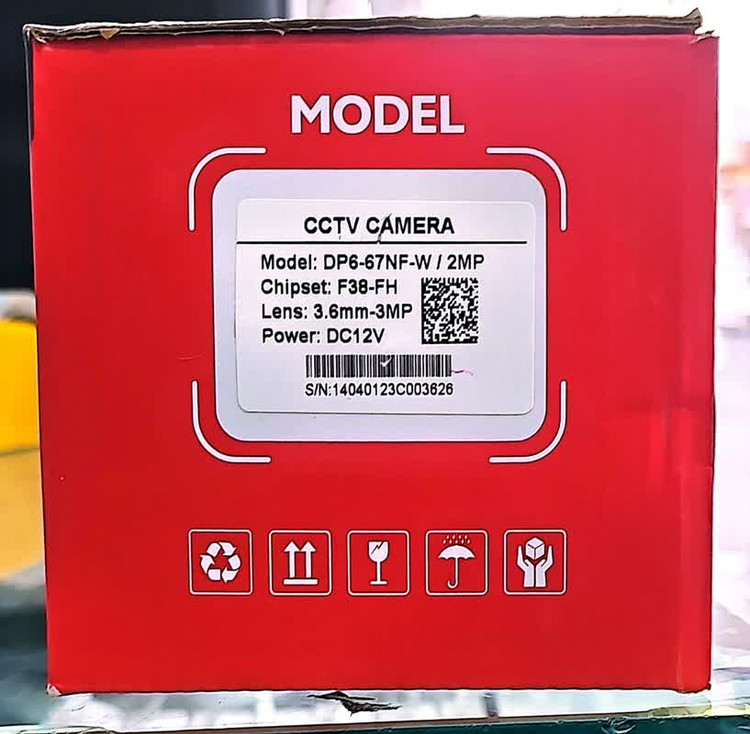 MODEL
CCTV CAMERA
Model: DP6-67NF-W / 2MP
Chipset: F38-FH
Lens: 3.6mm-3MP
Power: DC12V
S/N:14040123C003626